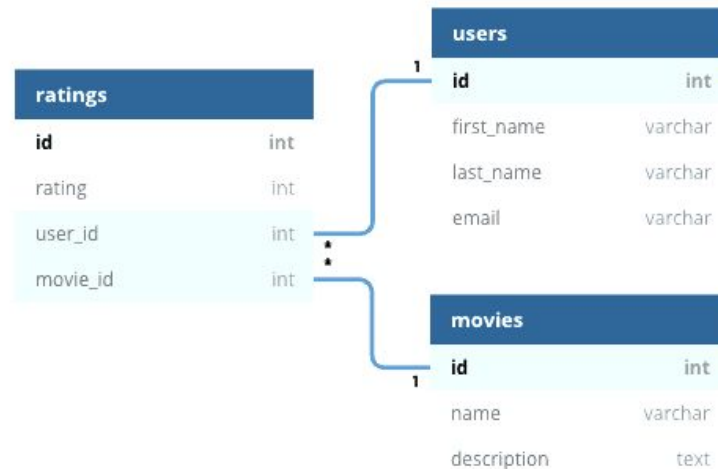 ratings
id int
rating int
user_id int
movie_id int
*
*
1
users
id int
first_name varchar
last_name varchar
email varchar
1
movies
id int
name varchar
description text